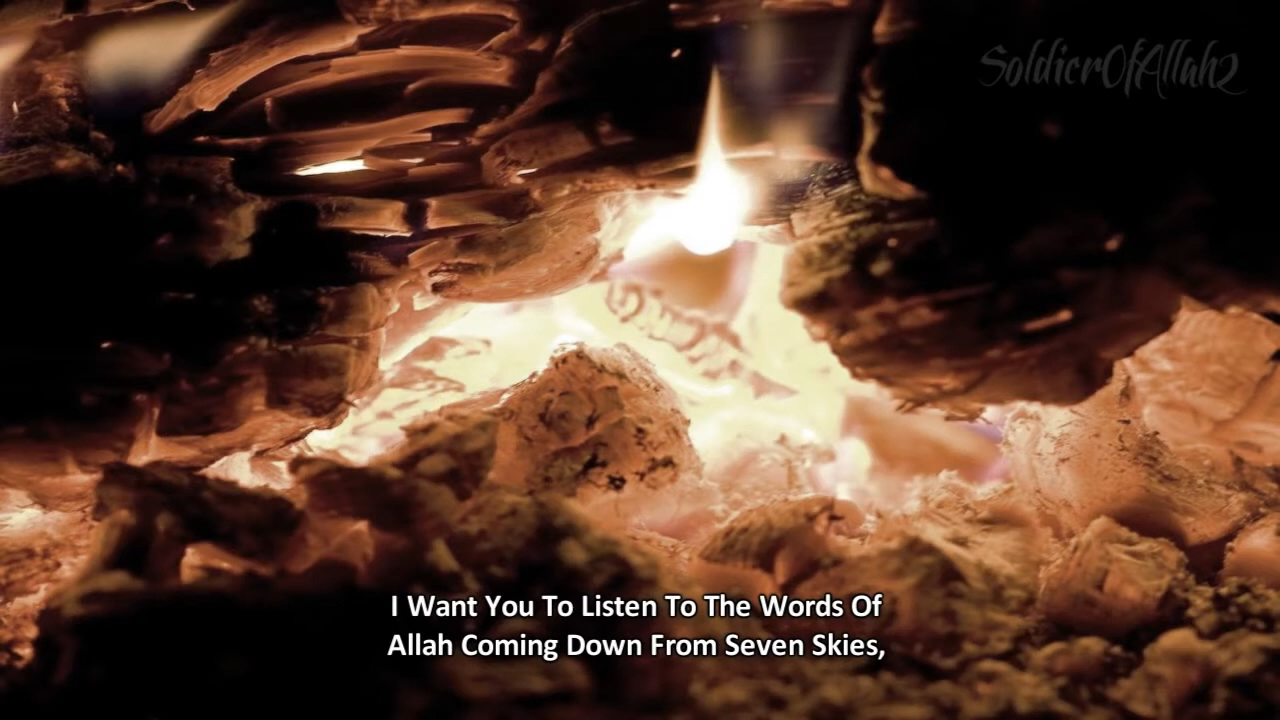 SoldierOfAllah2
I Want You To Listen To The Words Of
Allah Coming Down From Seven Skies,